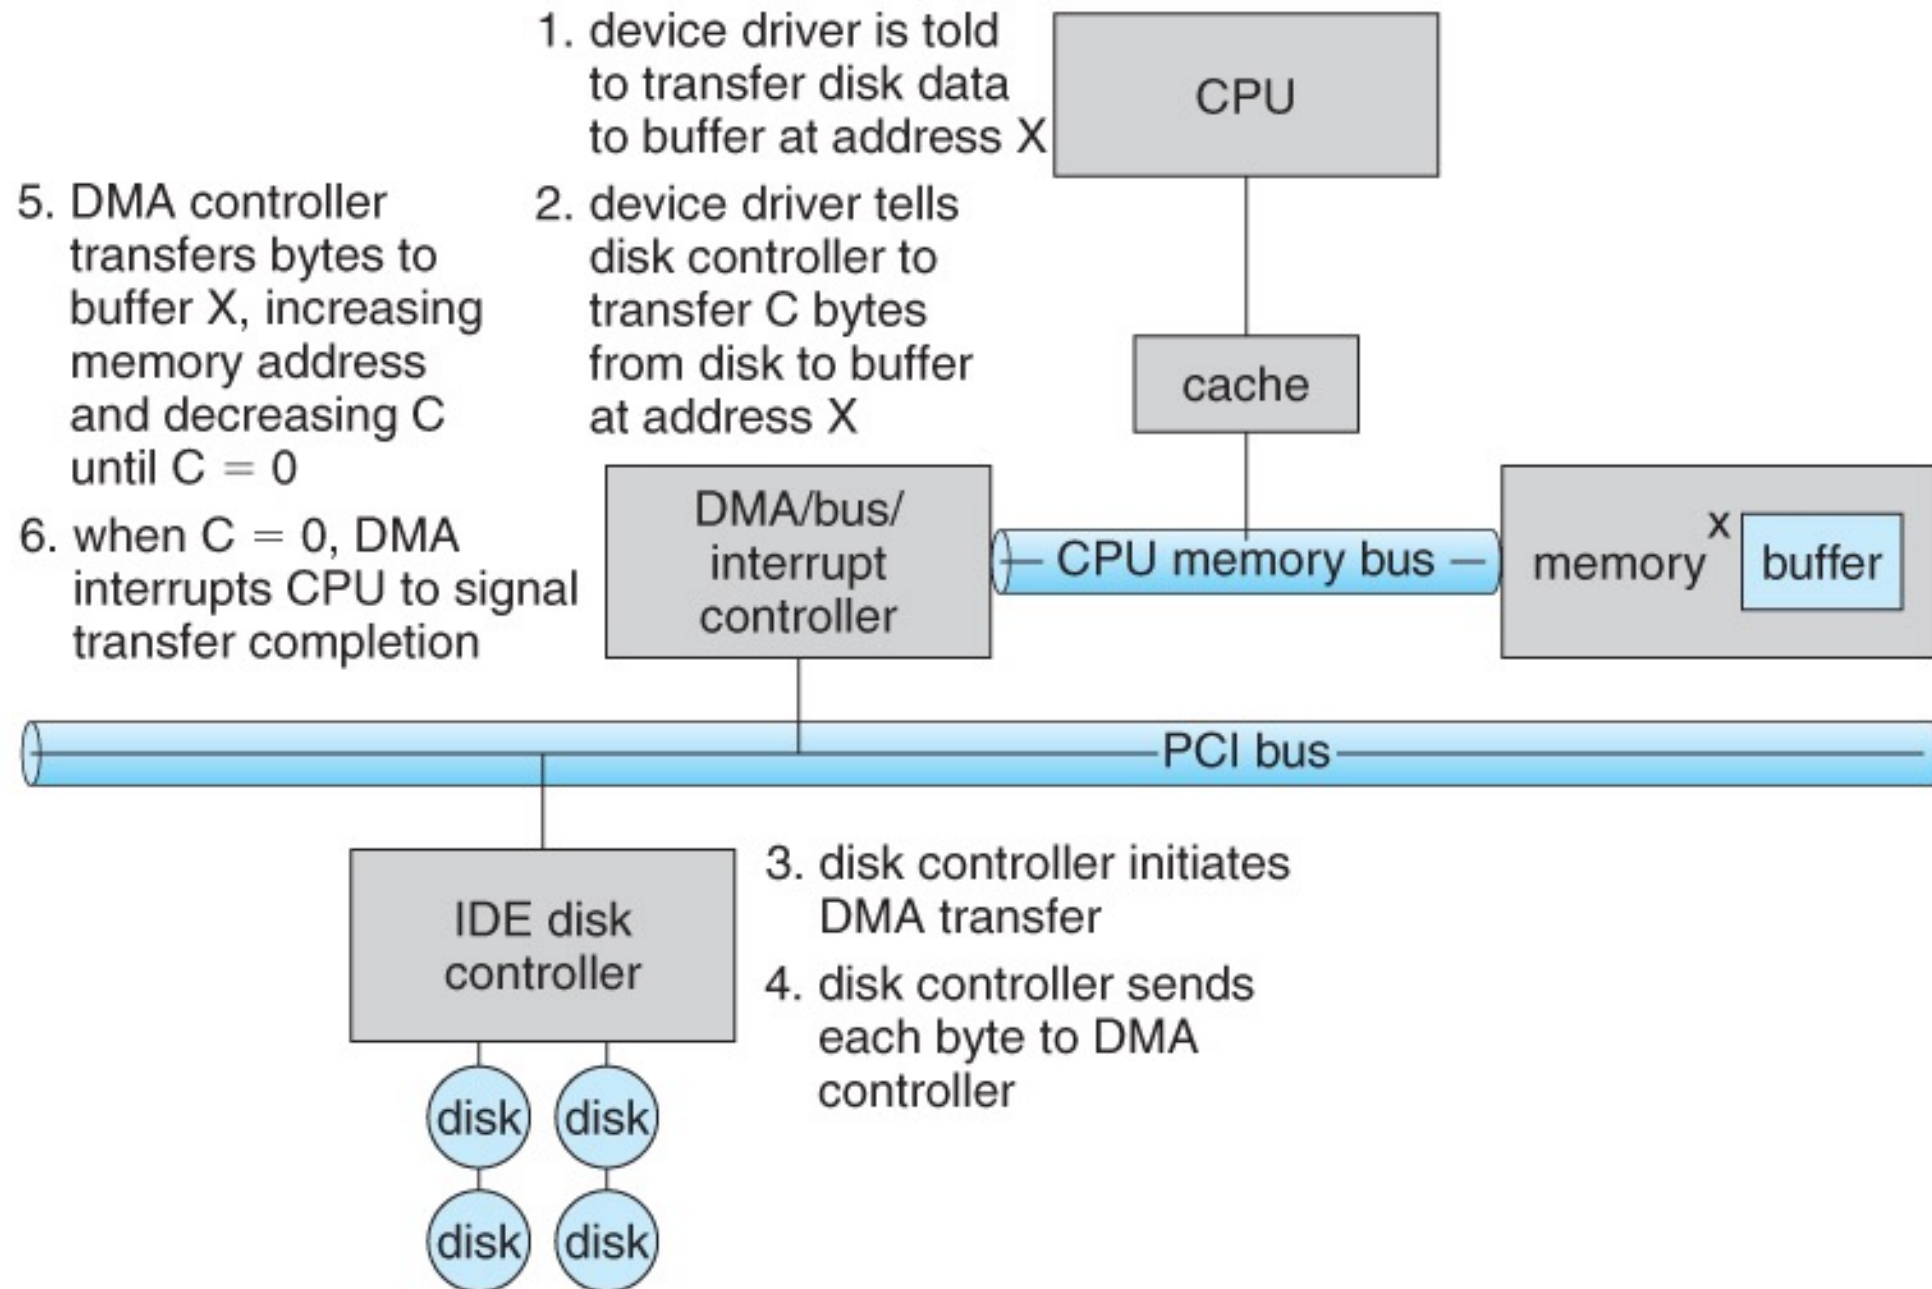 1. device driver is told
to transfer disk data
to buffer at address X
CPU
5. DMA controller
transfers bytes to
buffer X, increasing
memory address
and decreasing C
until C = 0
2. device driver tells
disk controller to
transfer C bytes
from disk to buffer
at address X
cache
6. when C = 0, DMA
interrupts CPU to signal
transfer completion
DMA/bus/
interrupt
controller
CPU memory bus
memory
x
buffer
PCI bus
IDE disk
controller
3. disk controller initiates
DMA transfer
4. disk controller sends
each byte to DMA
controller
disk
disk
disk
disk